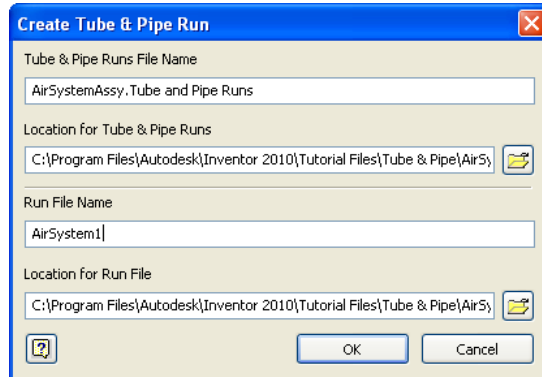 Create Tube & Pipe Run
Tube & Pipe Runs File Name
AirSystemAssy.Tube and Pipe Runs
Location for Tube & Pipe Runs
C:\Program Files\Autodesk\Inventor 2010\Tutorial Files\Tube & Pipe\AirSy
Run File Name
AirSystem1
Location for Run File
C:\Program Files\Autodesk\Inventor 2010\Tutorial Files\Tube & Pipe\AirSy
OK Cancel